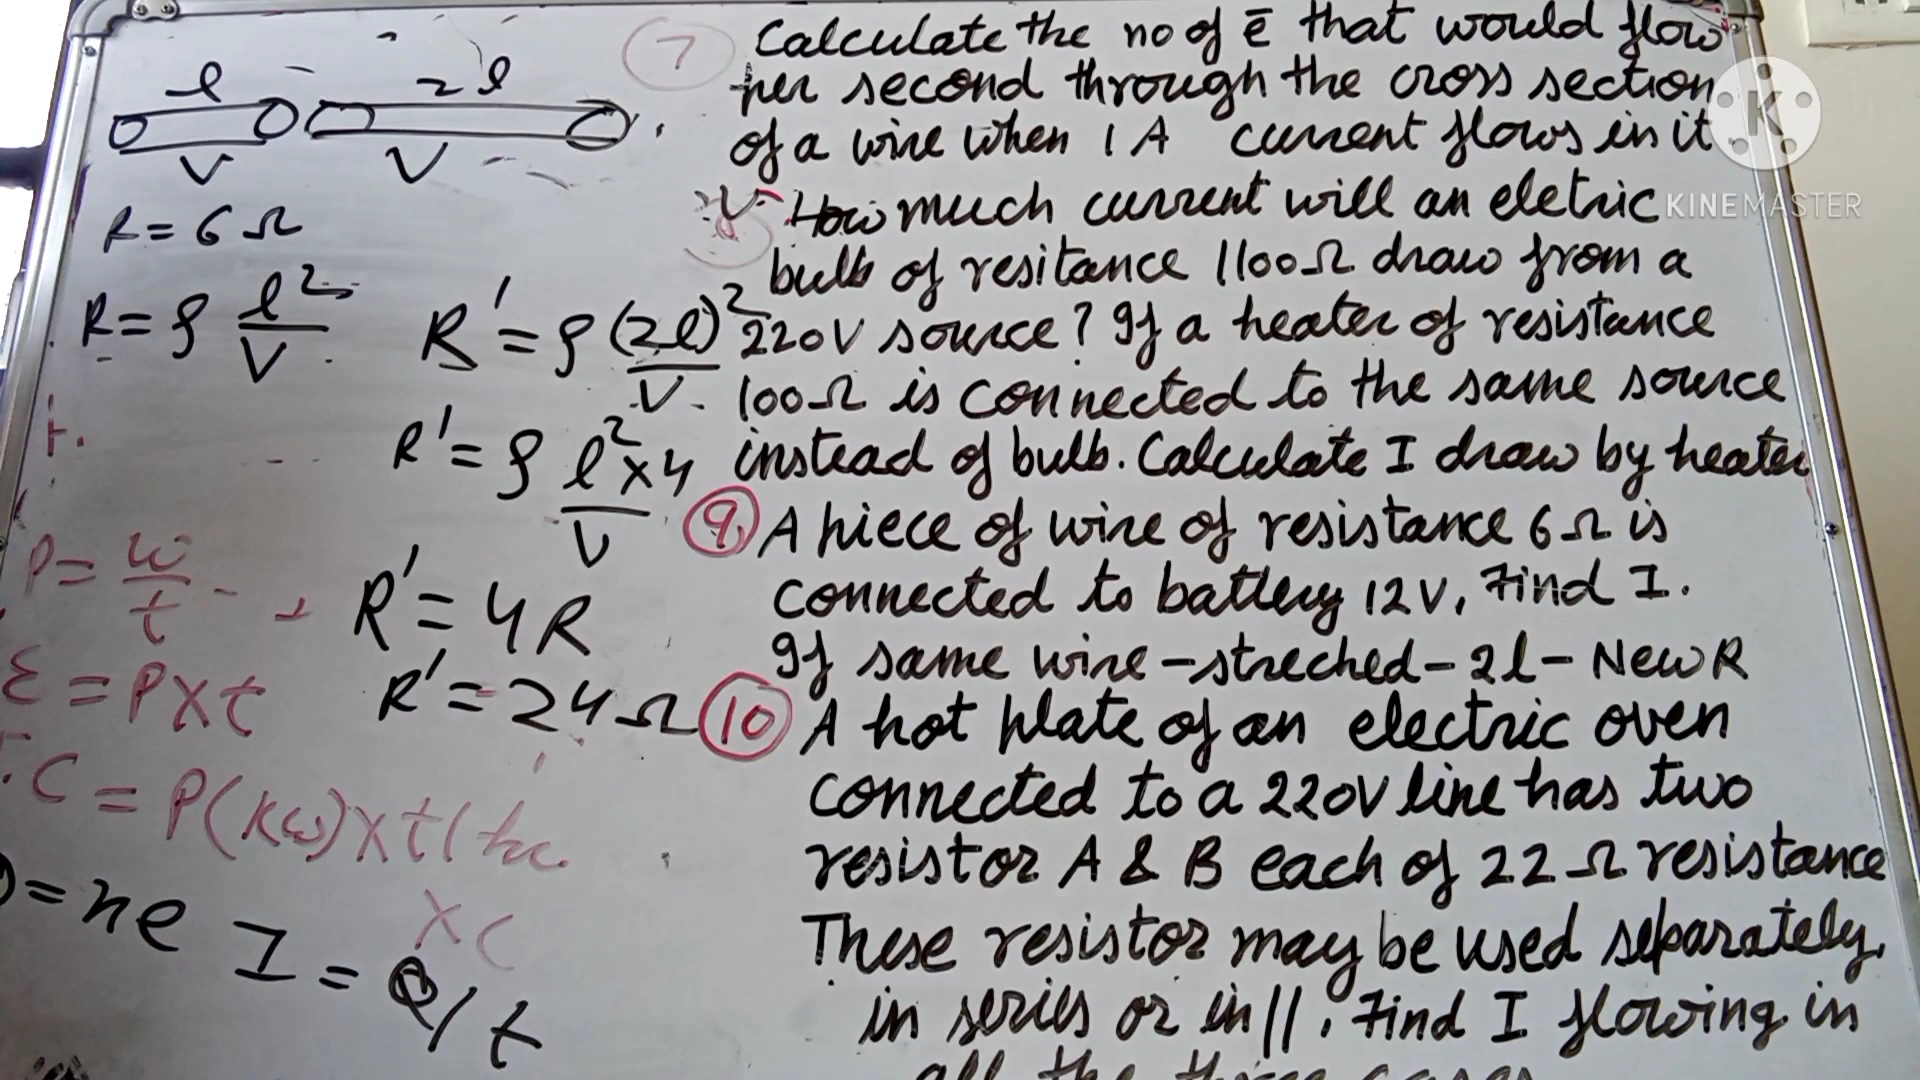 l 2l
V V
R = 6 Ω
R = ρ l²/V
R' = ρ (2l)²/V
R' = ρ l² x 4/V
R' = 4R
R' = 24 Ω
P = w/t
E = P x t
C = P(kw) x t(hr
x C
= ne I = Q/t
7 Calculate the no of ē that would flow
per second through the cross section
of a wire when 1 A current flows in it
How much current will an eletric
bulb of resitance 1100Ω draw from a
220V source? If a heater of resistance
100Ω is connected to the same source
instead of bulb. Calculate I draw by heater
9. A piece of wire of resistance 6Ω is
connected to battery 12V, Find I.
If same wire - streched - 2l - New R
10 A hot plate of an electric oven
connected to a 220V line has two
resistor A & B each of 22Ω resistance
These resistor may be used separately,
in series or in ||. Find I flowing in
all the three cases
K
KINEMASTER